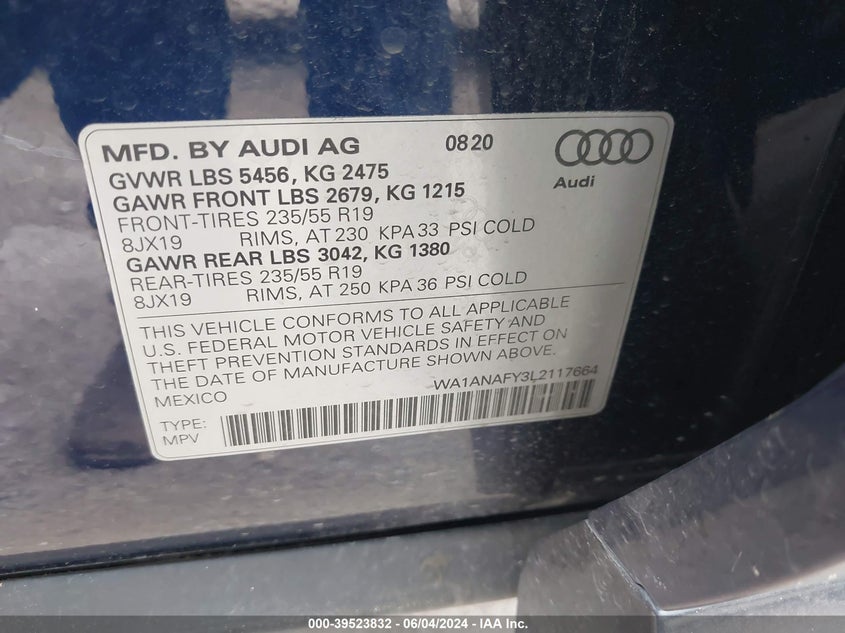 MFD. BY AUDI AG 0820
GVWR LBS 5456, KG 2475
GAWR FRONT LBS 2679, KG 1215
FRONT-TIRES 235/55 R19
8JX19 RIMS, AT 230 KPA 33 PSI COLD
GAWR REAR LBS 3042, KG 1380
REAR-TIRES 235/55 R19
8JX19 RIMS, AT 250 KPA 36 PSI COLD
Audi
THIS VEHICLE CONFORMS TO ALL APPLICABLE
U.S. FEDERAL MOTOR VEHICLE SAFETY AND
THEFT PREVENTION STANDARDS IN EFFECT ON
THE DATE OF MANUFACTURE SHOWN ABOVE.
MEXICO WA1ANAFY3L2117664
TYPE:
MPV
000-39523832 - 06/04/2024 - IAA Inc.